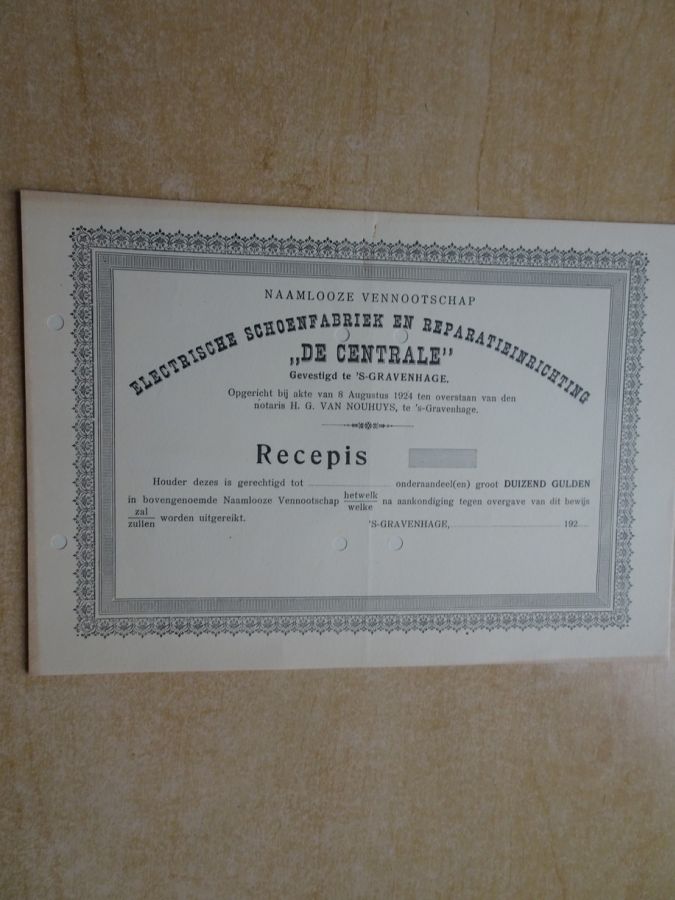 NAAMLOOZE VENNOOTSCHAP
ELECTRISCHE SCHOENFABRIEK EN REPARATIEINRICHTING
„DE CENTRALE”
Gevestigd te 'S-GRAVENHAGE.
Opgericht bij akte van 8 Augustus 1924 ten overstaan van den
notaris H. G. VAN NOUHUYS, te 's-Gravenhage.
Recepis
Houder dezes is gerechtigd tot onderaandeel(en) groot DUIZEND GULDEN
in bovengenoemde Naamlooze Vennootschap hetwelk/welke na aankondiging tegen overgave van dit bewijs
zal/zullen worden uitgereikt.
'S-GRAVENHAGE, 192